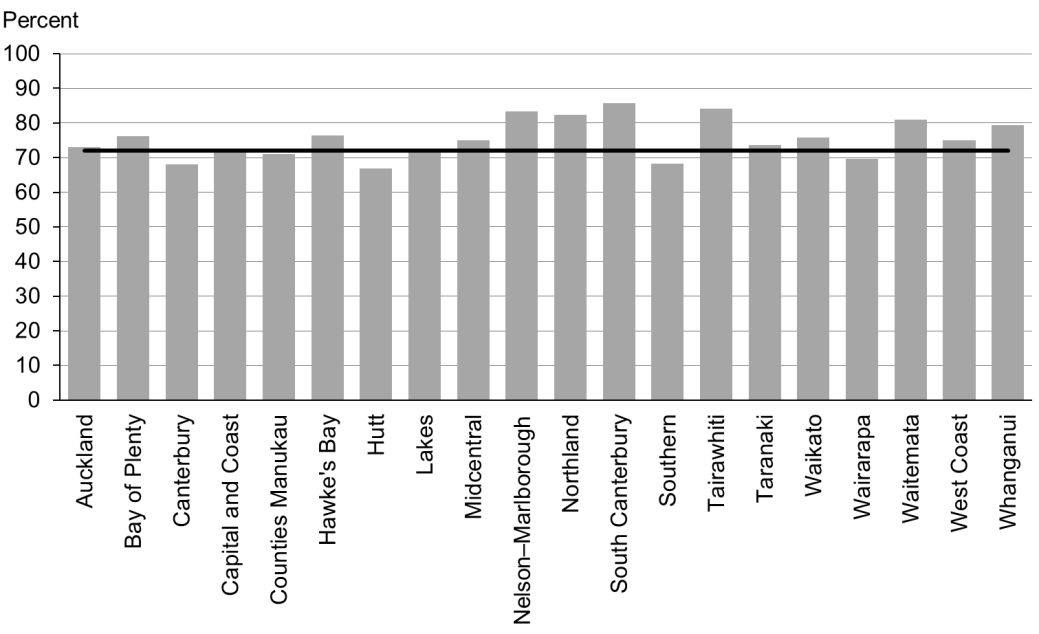 Percent
100
90
80
70
60
50
40
30
20
10
0
Auckland
Bay of Plenty
Canterbury
Capital and Coast
Counties Manukau
Hawke's Bay
Hutt
Lakes
Midcentral
Nelson–Marlborough
Northland
South Canterbury
Southern
Tairawhiti
Taranaki
Waikato
Wairarapa
Waitemata
West Coast
Whanganui